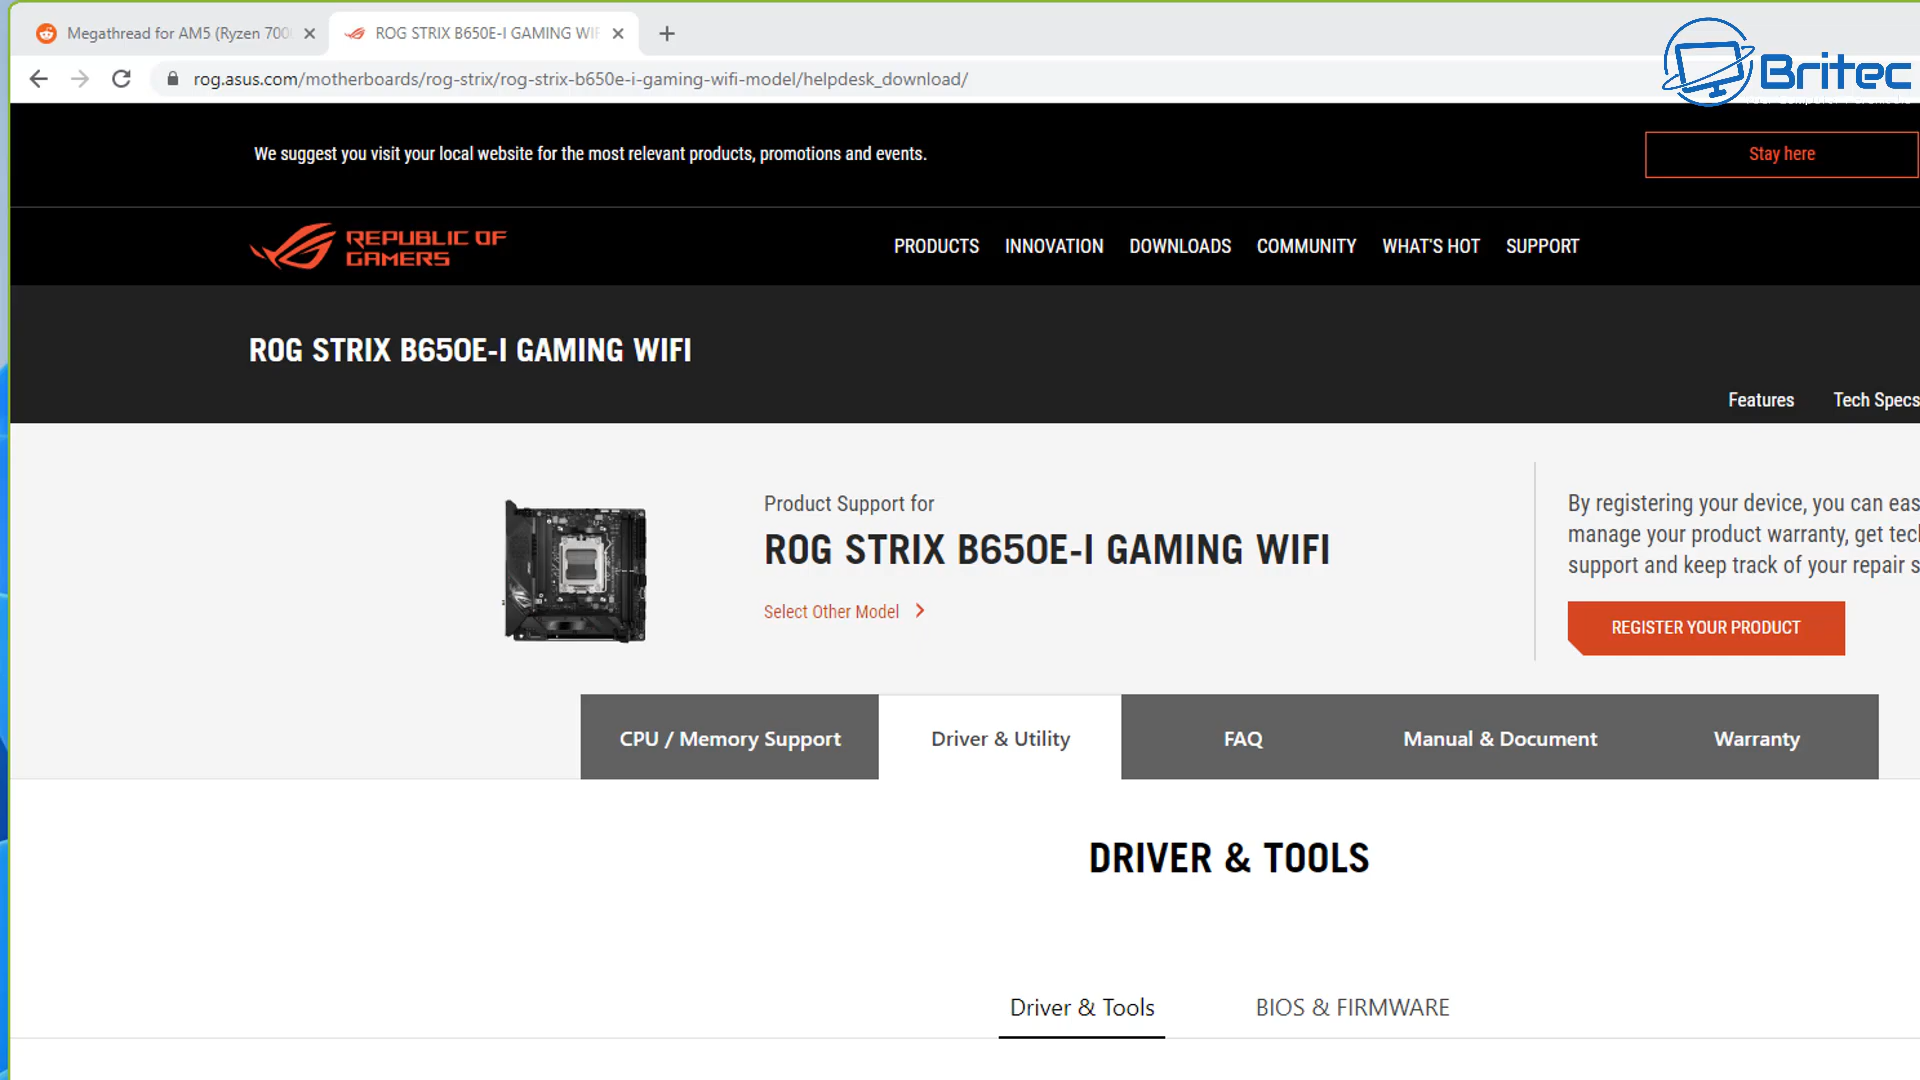 Megathread for AM5 (Ryzen 700
ROG STRIX B650E-I GAMING WIF
Britec
rog.asus.com/motherboards/rog-strix/rog-strix-b650e-i-gaming-wifi-model/helpdesk_download/
We suggest you visit your local website for the most relevant products, promotions and events.
Stay here
REPUBLIC OF
GAMERS
PRODUCTS INNOVATION DOWNLOADS COMMUNITY WHAT'S HOT SUPPORT
ROG STRIX B650E-I GAMING WIFI
Features Tech Specs
Product Support for
ROG STRIX B650E-I GAMING WIFI
Select Other Model
By registering your device, you can eas
manage your product warranty, get tec
support and keep track of your repair s
REGISTER YOUR PRODUCT
CPU / Memory Support Driver & Utility FAQ Manual & Document Warranty
DRIVER & TOOLS
Driver & Tools BIOS & FIRMWARE